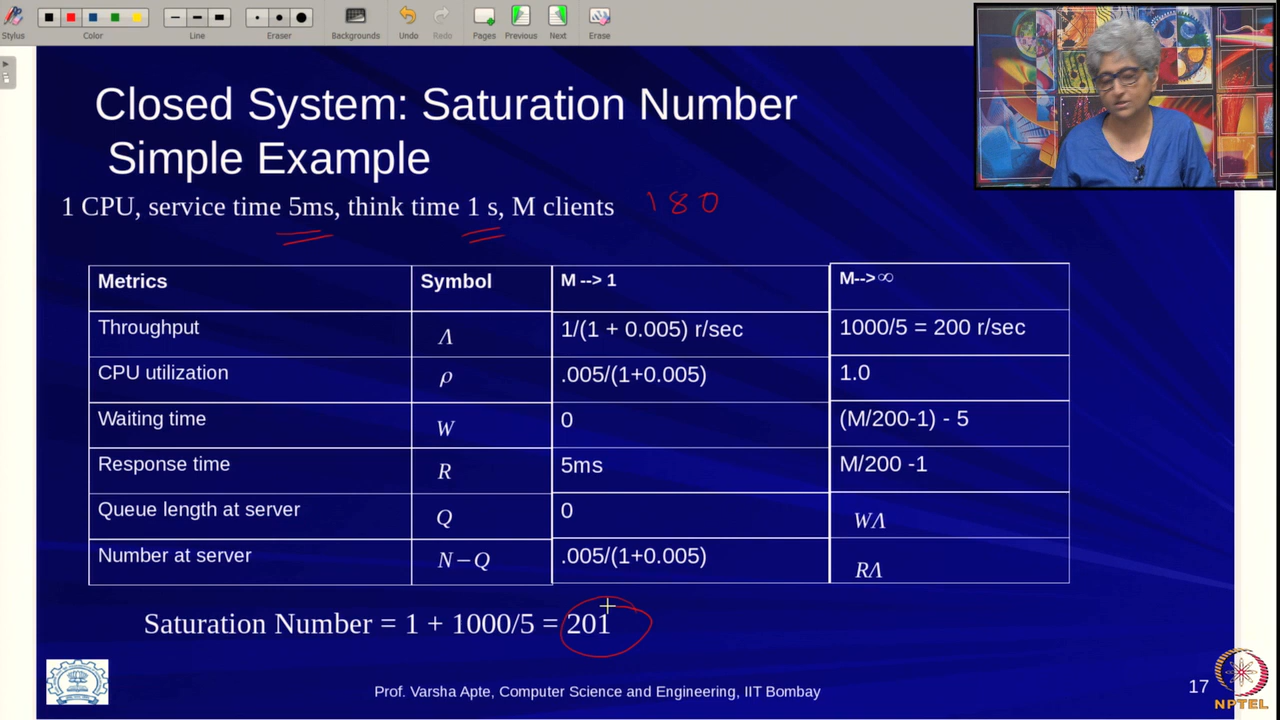 Stylus
Color
Line
Eraser
Backgrounds
Undo
Redo
Pages
Previous
Next
Erase
Closed System: Saturation Number
Simple Example
1 CPU, service time 5ms, think time 1 s, M clients 180
Metrics Symbol M --> 1 M-->∞
Throughput Λ 1/(1 + 0.005) r/sec 1000/5 = 200 r/sec
CPU utilization ρ .005/(1+0.005) 1.0
Waiting time W 0 (M/200-1) - 5
Response time R 5ms M/200 -1
Queue length at server Q 0 WΛ
Number at server N−Q .005/(1+0.005) RΛ
Saturation Number = 1 + 1000/5 = 201
Prof. Varsha Apte, Computer Science and Engineering, IIT Bombay
17
NPTEL